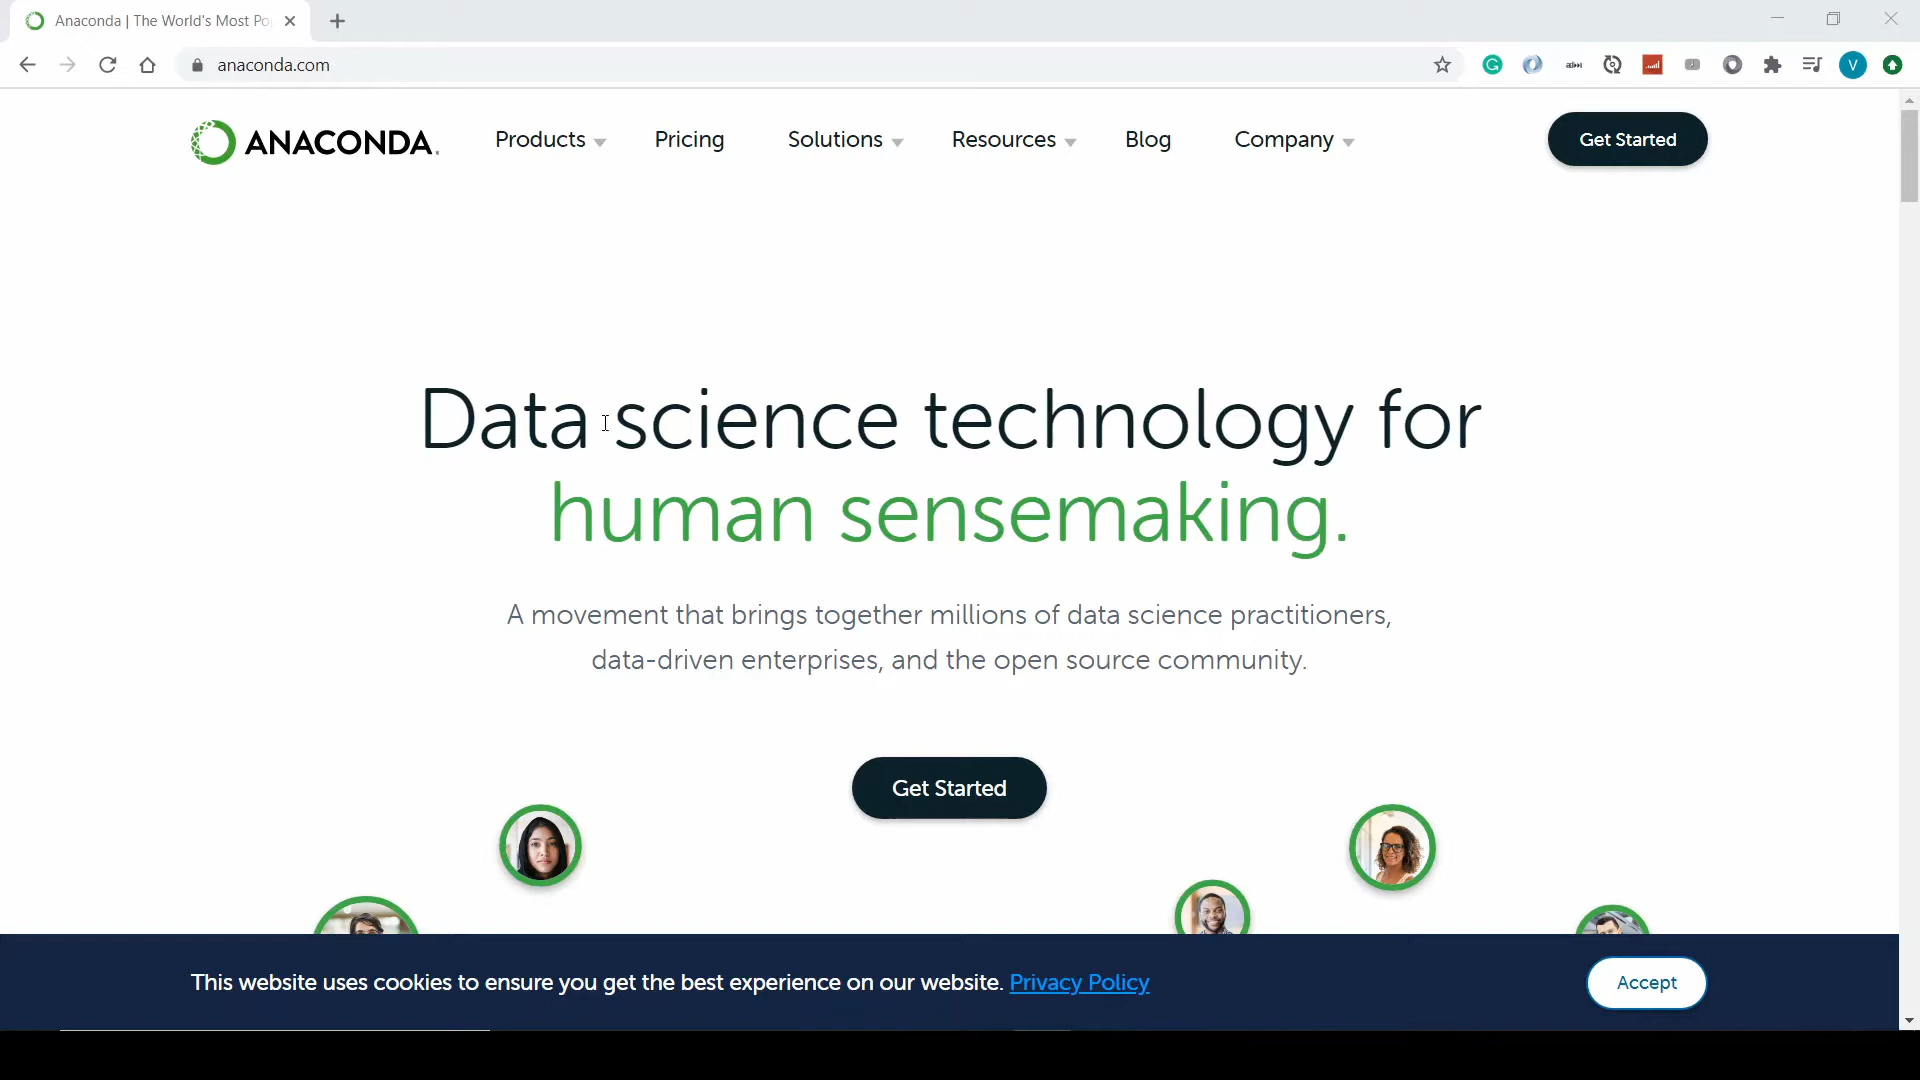 Anaconda | The World's Most Po
anaconda.com
V
ANACONDA.
Products
Pricing
Solutions
Resources
Blog
Company
Get Started
Data science technology for
human sensemaking.
A movement that brings together millions of data science practitioners,
data-driven enterprises, and the open source community.
Get Started
This website uses cookies to ensure you get the best experience on our website. Privacy Policy
Accept